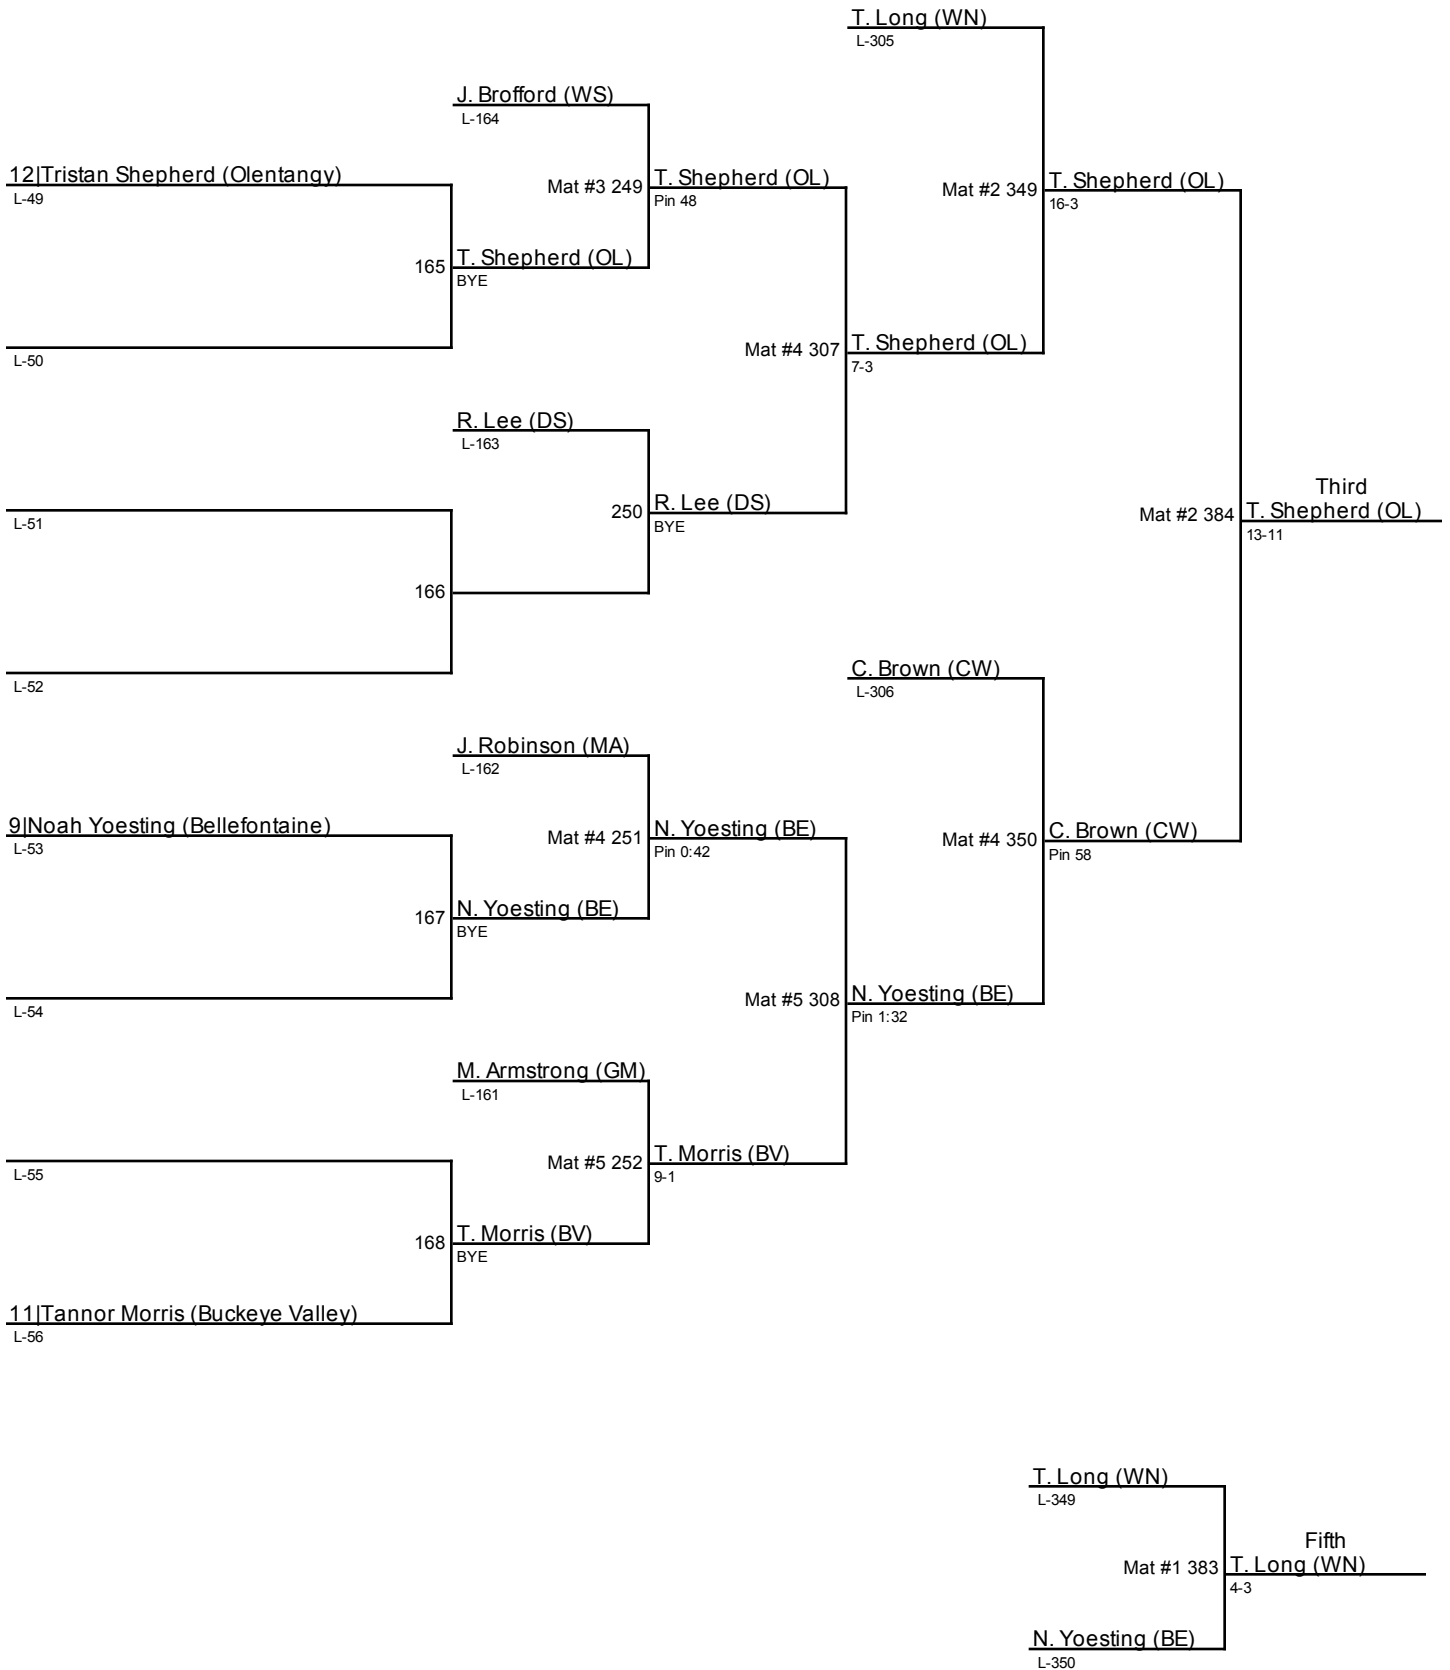 T. Long (WN)
L-305
J. Brofford (WS)
L-164
12|Tristan Shepherd (Olentangy)
L-49
Mat #3 249
T. Shepherd (OL)
Pin 48
Mat #2 349
T. Shepherd (OL)
16-3
165
T. Shepherd (OL)
BYE
L-50
Mat #4 307
T. Shepherd (OL)
7-3
R. Lee (DS)
L-163
L-51
250
R. Lee (DS)
BYE
Third
Mat #2 384
T. Shepherd (OL)
13-11
166
L-52
C. Brown (CW)
L-306
J. Robinson (MA)
L-162
9|Noah Yoesting (Bellefontaine)
L-53
Mat #4 251
N. Yoesting (BE)
Pin 0:42
Mat #4 350
C. Brown (CW)
Pin 58
167
N. Yoesting (BE)
BYE
L-54
Mat #5 308
N. Yoesting (BE)
Pin 1:32
M. Armstrong (GM)
L-161
L-55
Mat #5 252
T. Morris (BV)
9-1
168
T. Morris (BV)
BYE
11|Tannor Morris (Buckeye Valley)
L-56
T. Long (WN)
L-349
Fifth
Mat #1 383
T. Long (WN)
4-3
N. Yoesting (BE)
L-350